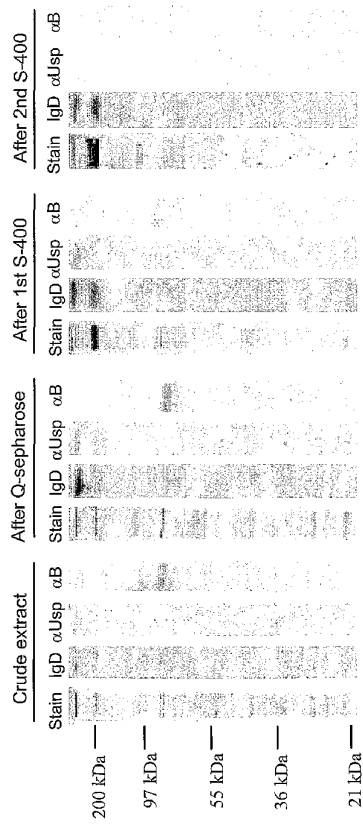 Crude extract
After Q-sepharose
After 1st S-400
After 2nd S-400
Stain IgD αUsp αB
Stain IgD αUsp αB
Stain IgD αUsp αB
Stain IgD αUsp αB
200 kDa
97 kDa
55 kDa
36 kDa
21 kDa